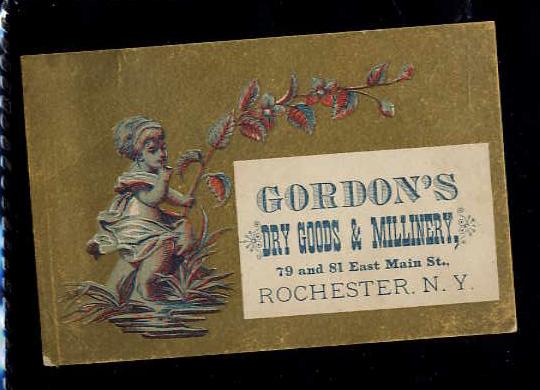 GORDON'S
DRY GOODS & MILLINERY,
79 and 81 East Main St.,
ROCHESTER. N. Y.